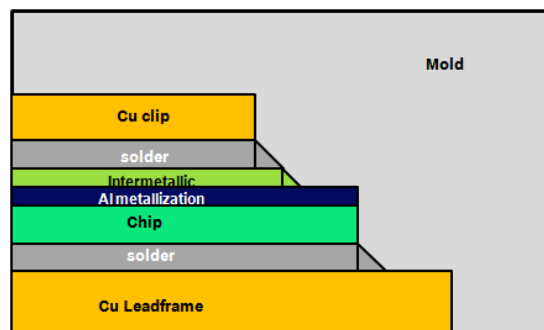 Mold
Cu clip
solder
Intermetallic
Al metallization
Chip
solder
Cu Leadframe